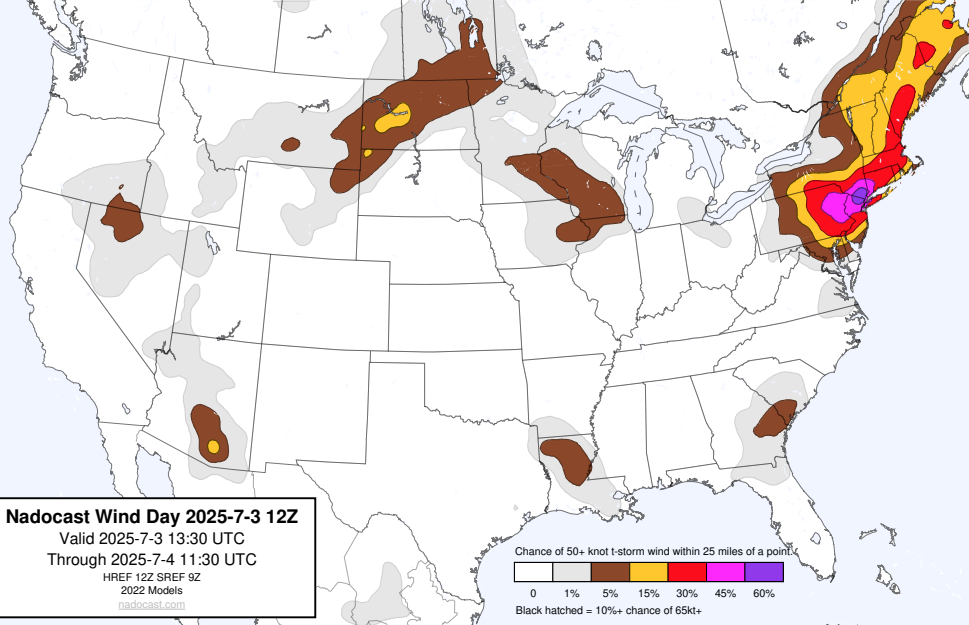 Nadocast Wind Day 2025-7-3 12Z
Valid 2025-7-3 13:30 UTC
Through 2025-7-4 11:30 UTC
HREF 12Z SREF 9Z
2022 Models
nadocast.com
Chance of 50+ knot t-storm wind within 25 miles of a point.
0 1% 5% 15% 30% 45% 60%
Black hatched = 10%+ chance of 65kt+